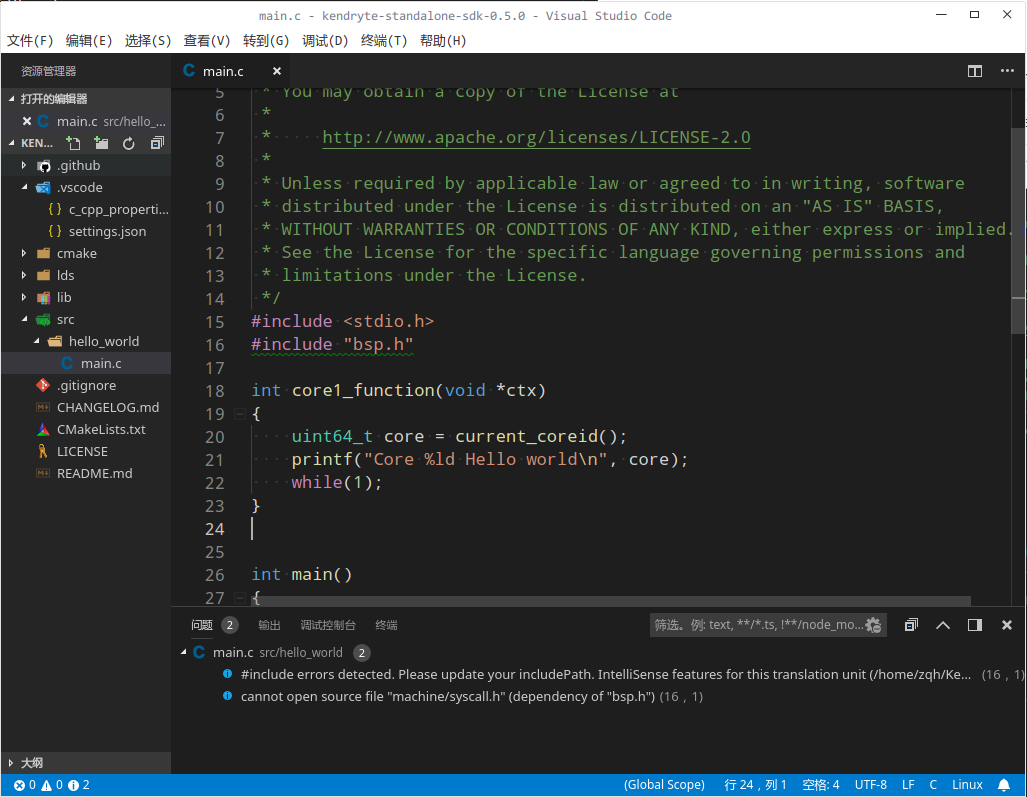 main.c - kendryte-standalone-sdk-0.5.0 - Visual Studio Code
文件(F) 编辑(E) 选择(S) 查看(V) 转到(G) 调试(D) 终端(T) 帮助(H)
资源管理器
main.c
打开的编辑器
main.c src/hello_...
KEN...
.github
.vscode
c_cpp_properti...
settings.json
cmake
lds
lib
src
hello_world
main.c
.gitignore
CHANGELOG.md
CMakeLists.txt
LICENSE
README.md
大纲
5 * You may obtain a copy of the License at
6 *
7 * http://www.apache.org/licenses/LICENSE-2.0
8 *
9 * Unless required by applicable law or agreed to in writing, software
10 * distributed under the License is distributed on an "AS IS" BASIS,
11 * WITHOUT WARRANTIES OR CONDITIONS OF ANY KIND, either express or implied.
12 * See the License for the specific language governing permissions and
13 * limitations under the License.
14 */
15 #include <stdio.h>
16 #include "bsp.h"
17
18 int core1_function(void *ctx)
19 {
20 uint64_t core = current_coreid();
21 printf("Core %ld Hello world\n", core);
22 while(1);
23 }
24
25
26 int main()
27 {
问题 2 输出 调试控制台 终端 筛选。例: text, **/*.ts, !**/node_mo...
main.c src/hello_world 2
#include errors detected. Please update your includePath. IntelliSense features for this translation unit (/home/zqh/Ke... (16 , 1)
cannot open source file "machine/syscall.h" (dependency of "bsp.h") (16 , 1)
0 0 2 (Global Scope) 行 24，列 1 空格: 4 UTF-8 LF C Linux